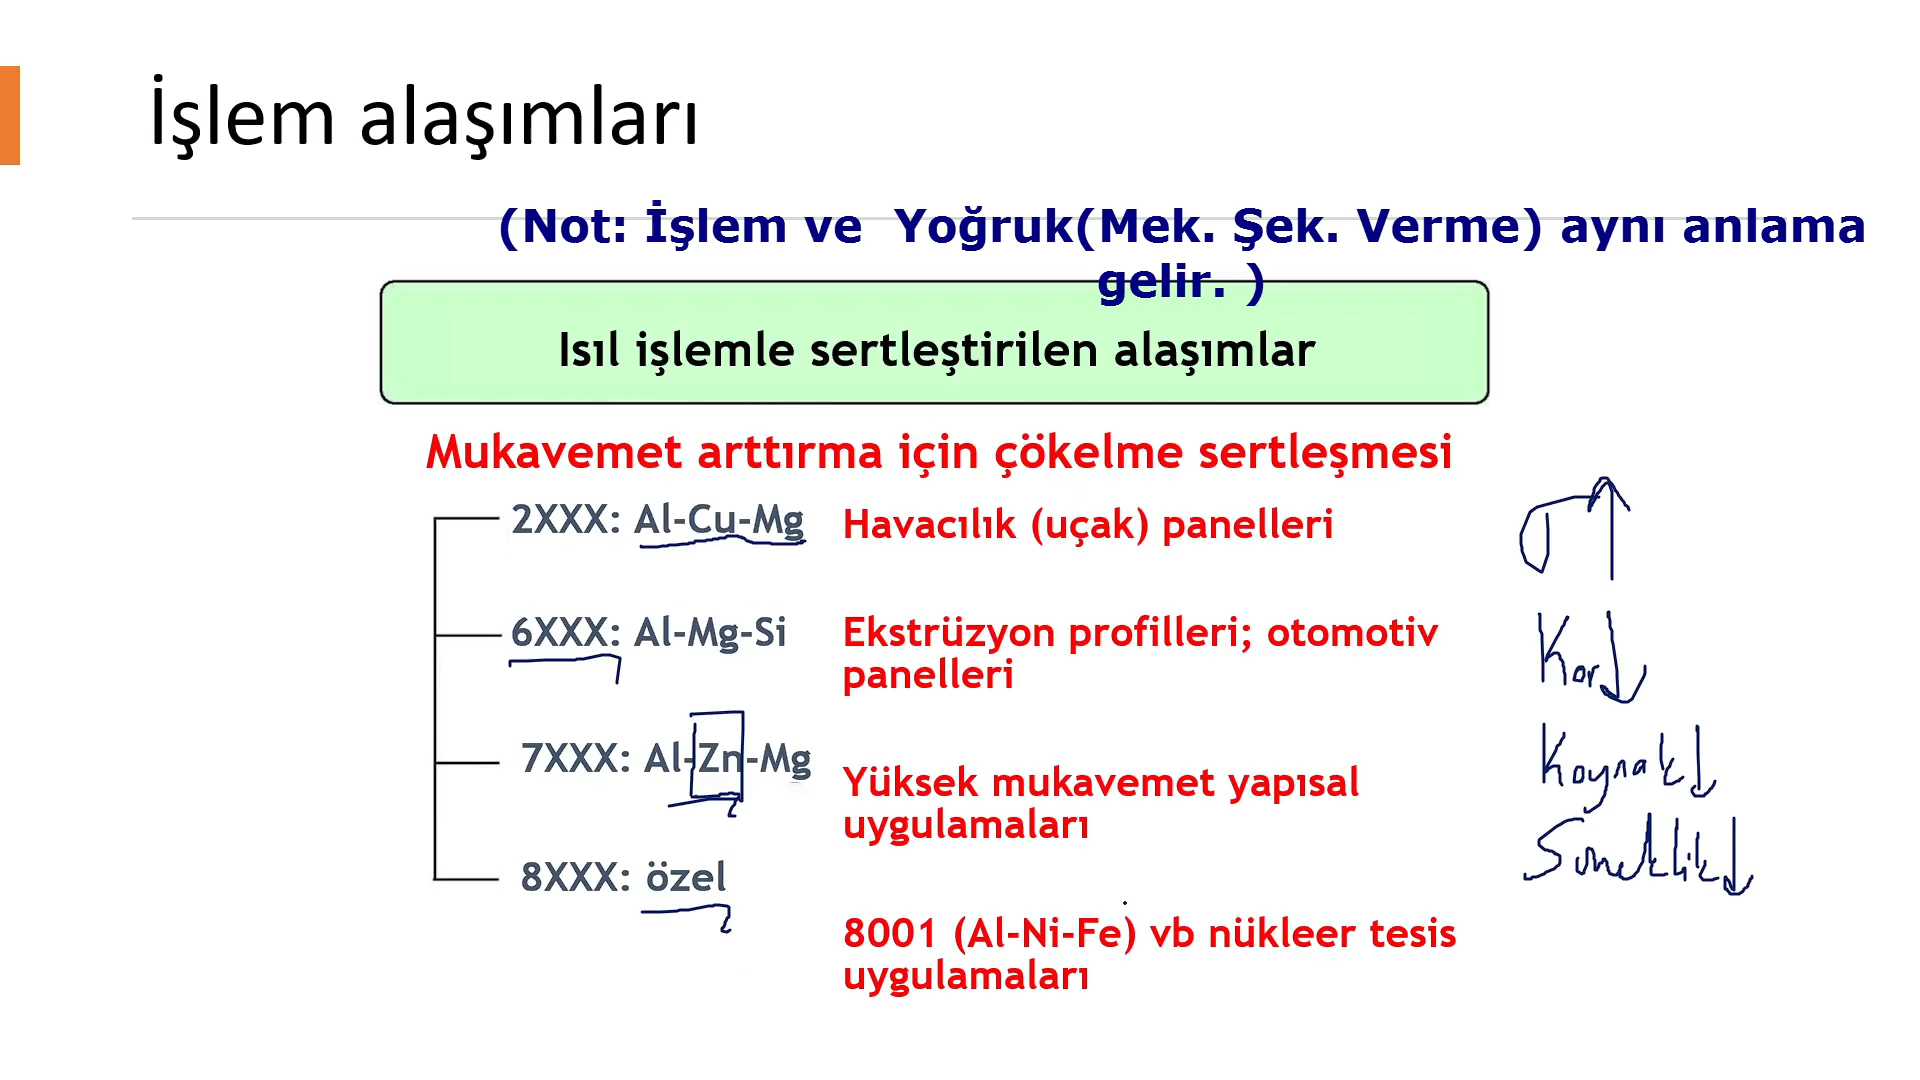 İşlem alaşımları
(Not: İşlem ve Yoğruk(Mek. Şek. Verme) aynı anlama
gelir. )
Isıl işlemle sertleştirilen alaşımlar
Mukavemet arttırma için çökelme sertleşmesi
2XXX: Al-Cu-Mg
Havacılık (uçak) panelleri
σ ↑
6XXX: Al-Mg-Si
Ekstrüzyon profilleri; otomotiv
panelleri
Kor ↓
7XXX: Al-Zn-Mg
Yüksek mukavemet yapısal
uygulamaları
Kaynak ↓
Süneklik ↓
8XXX: özel
8001 (Al-Ni-Fe) vb nükleer tesis
uygulamaları